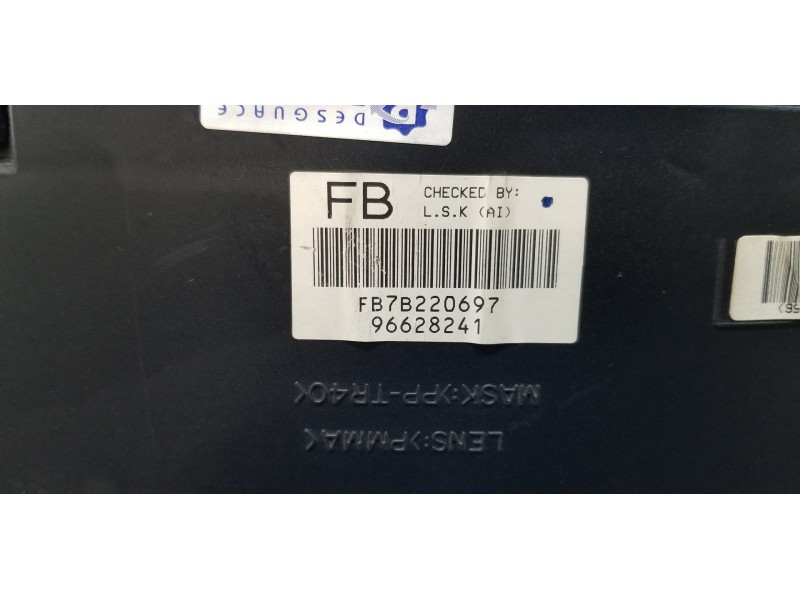 DESGUACE
FB
CHECKED BY:
L.S.K (AI)
FB7B220697
96628241
MASK:>PP-TR40<
LENS:>PMMA<